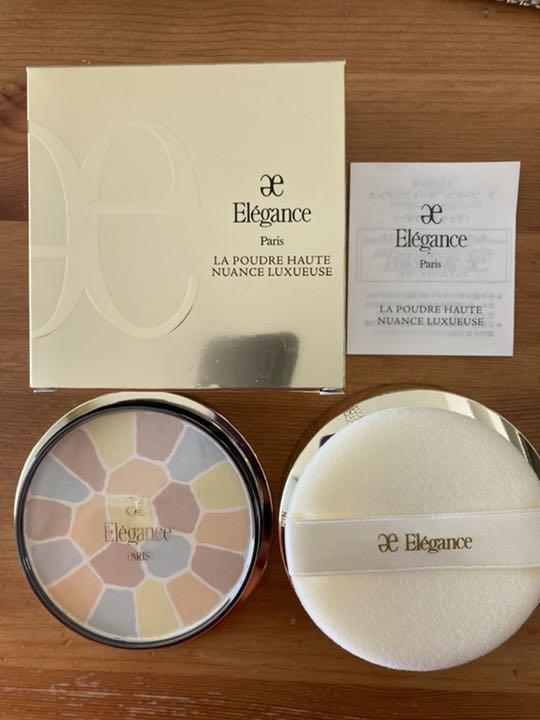 æ
Elégance
Paris
LA POUDRE HAUTE
NUANCE LUXUEUSE
æ
Elégance
Paris
LA POUDRE HAUTE
NUANCE LUXUEUSE
æ
Elégance
PARIS
æ Elégance